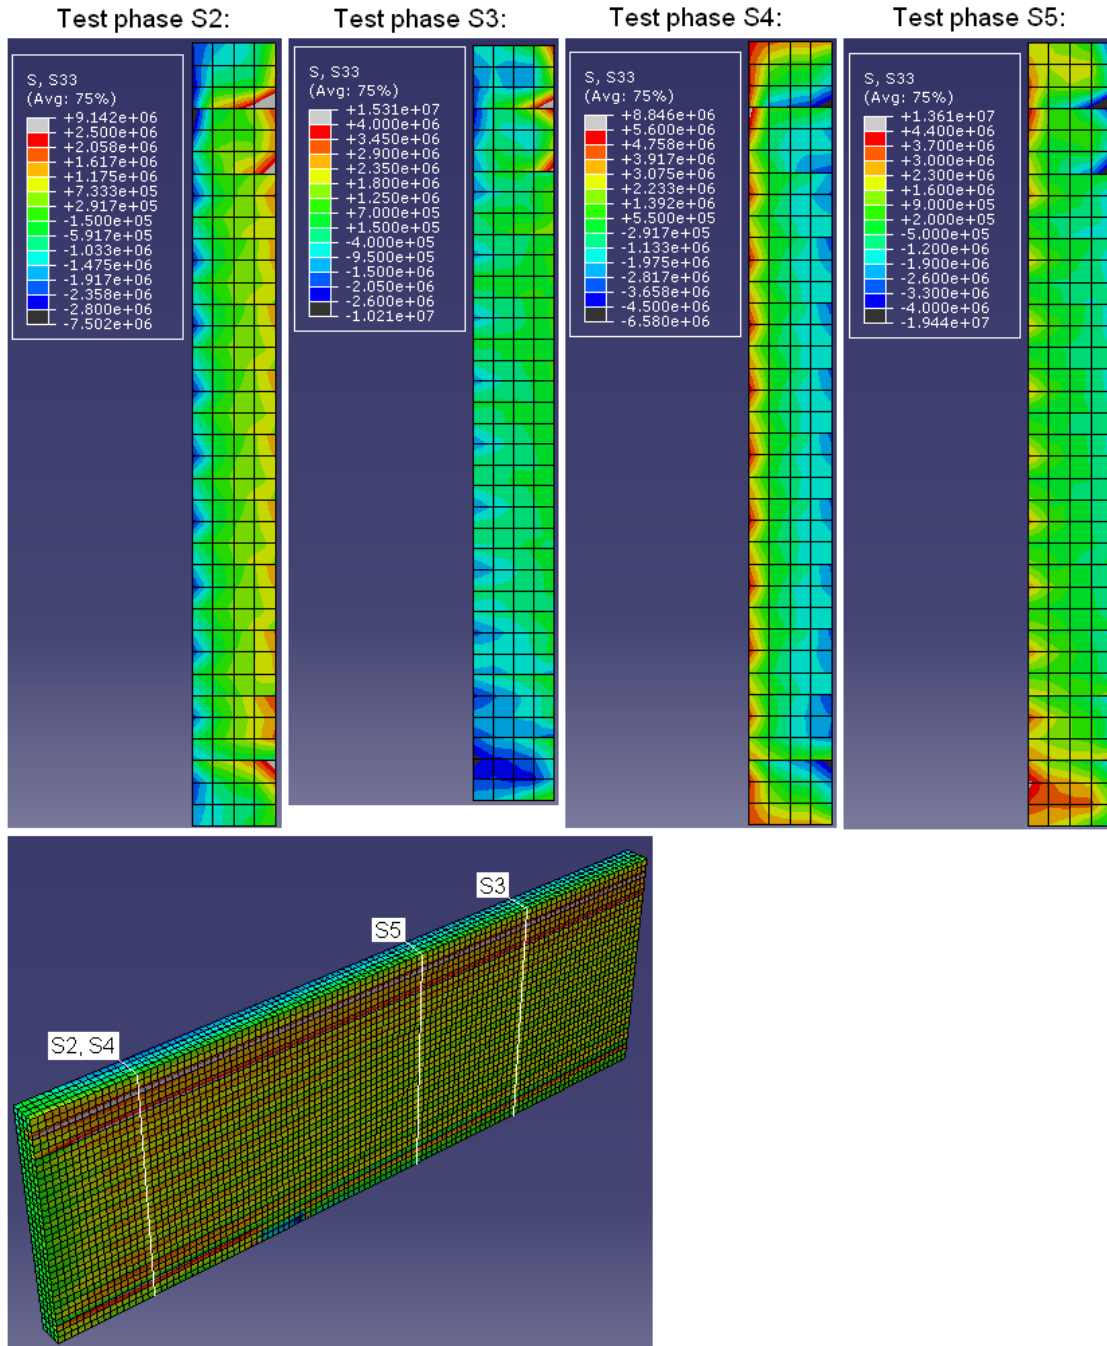 Test phase S2:
S, S33
(Avg: 75%)
+9.142e+06
+2.500e+06
+2.058e+06
+1.617e+06
+1.175e+06
+7.333e+05
+2.917e+05
-1.500e+05
-5.917e+05
-1.033e+06
-1.475e+06
-1.917e+06
-2.358e+06
-2.800e+06
-7.502e+06
Test phase S3:
S, S33
(Avg: 75%)
+1.531e+07
+4.000e+06
+3.450e+06
+2.900e+06
+2.350e+06
+1.800e+06
+1.250e+06
+7.000e+05
+1.500e+05
-4.000e+05
-9.500e+05
-1.500e+06
-2.050e+06
-2.600e+06
-1.021e+07
Test phase S4:
S, S33
(Avg: 75%)
+8.846e+06
+5.600e+06
+4.758e+06
+3.917e+06
+3.075e+06
+2.233e+06
+1.392e+06
+5.500e+05
-2.917e+05
-1.133e+06
-1.975e+06
-2.817e+06
-3.658e+06
-4.500e+06
-6.580e+06
Test phase S5:
S, S33
(Avg: 75%)
+1.361e+07
+4.400e+06
+3.700e+06
+3.000e+06
+2.300e+06
+1.600e+06
+9.000e+05
+2.000e+05
-5.000e+05
-1.200e+06
-1.900e+06
-2.600e+06
-3.300e+06
-4.000e+06
-1.944e+07
S3
S5
S2, S4